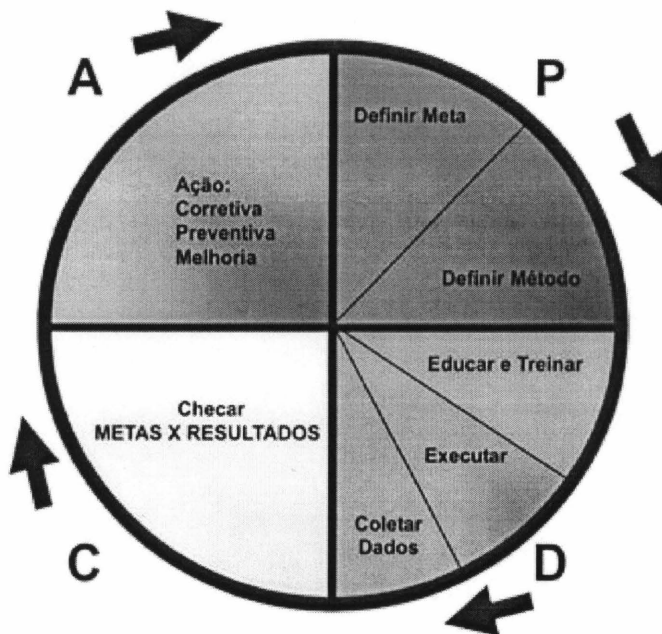 A
P
Definir Meta
Ação:
Corretiva
Preventiva
Melhoria
Definir Método
Educar e Treinar
Checar
METAS X RESULTADOS
Executar
Coletar
Dados
C
D